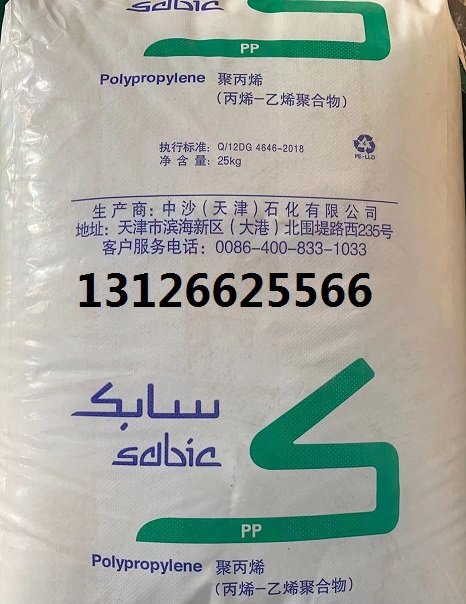 sabic
PP
Polypropylene 聚丙烯
(丙烯-乙烯聚合物)
执行标准: Q/12DG 4646-2018
净 含 量: 25kg
4
PE-LLD
生 产 商: 中 沙 (天 津) 石 化 有 限 公 司
地址: 天津市滨海新区 (大港) 北围堤路西235号
客户服务电话: 0086-400-833-1033
13126625566
سابک
sabic
PP
Polypropylene 聚丙烯
(丙烯-乙烯聚合物)